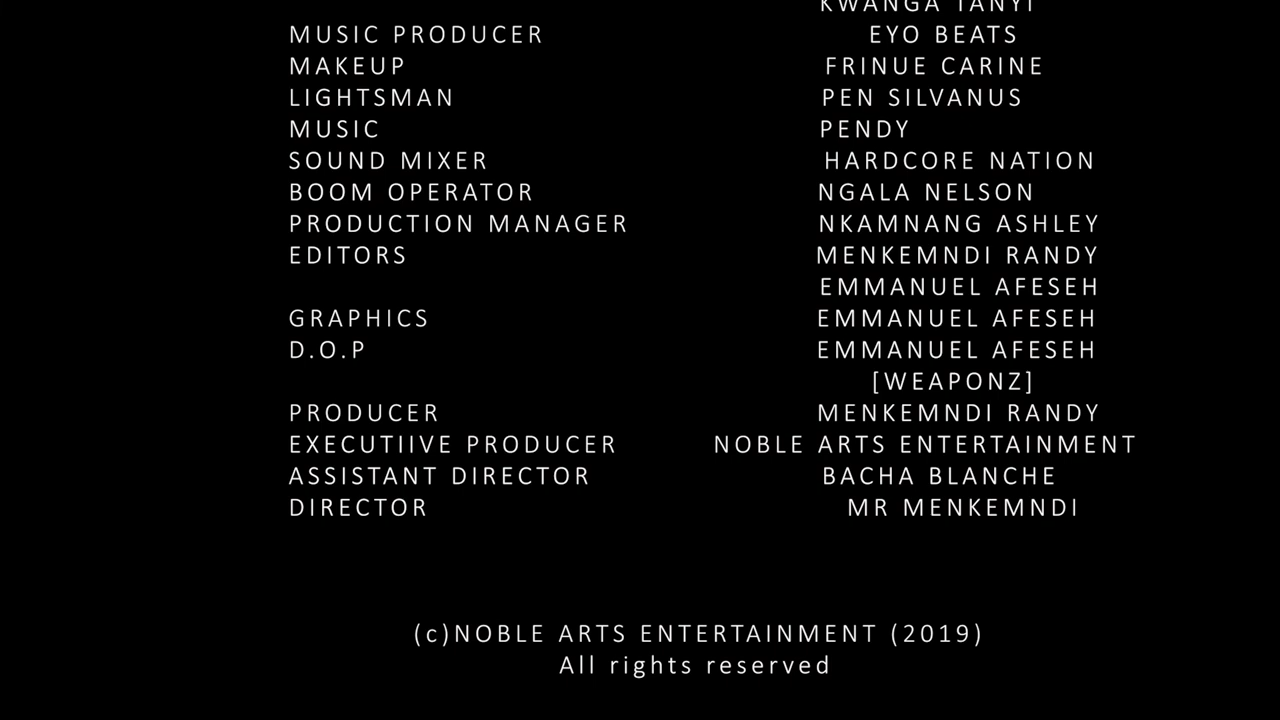 KWANGA TANYI
MUSIC PRODUCER EYO BEATS
MAKEUP FRINUE CARINE
LIGHTSMAN PEN SILVANUS
MUSIC PENDY
SOUND MIXER HARDCORE NATION
BOOM OPERATOR NGALA NELSON
PRODUCTION MANAGER NKAMNANG ASHLEY
EDITORS MENKEMNDI RANDY
EMMANUEL AFESEH
GRAPHICS EMMANUEL AFESEH
D.O.P EMMANUEL AFESEH
[WEAPONZ]
PRODUCER MENKEMNDI RANDY
EXECUTIIVE PRODUCER NOBLE ARTS ENTERTAINMENT
ASSISTANT DIRECTOR BACHA BLANCHE
DIRECTOR MR MENKEMNDI
(c)NOBLE ARTS ENTERTAINMENT (2019)
All rights reserved